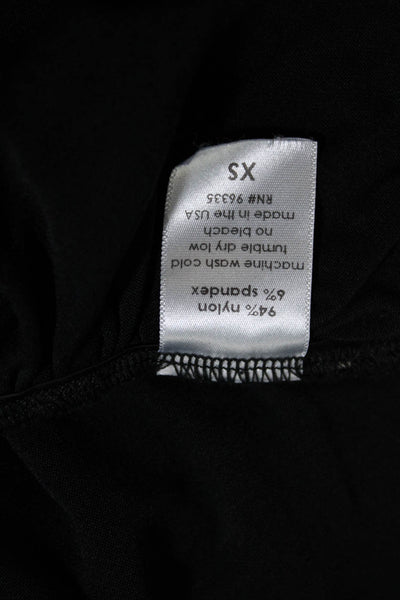 94% nylon
6% spandex
machine wash cold
tumble dry low
no bleach
made in the USA
RN# 96335
XS